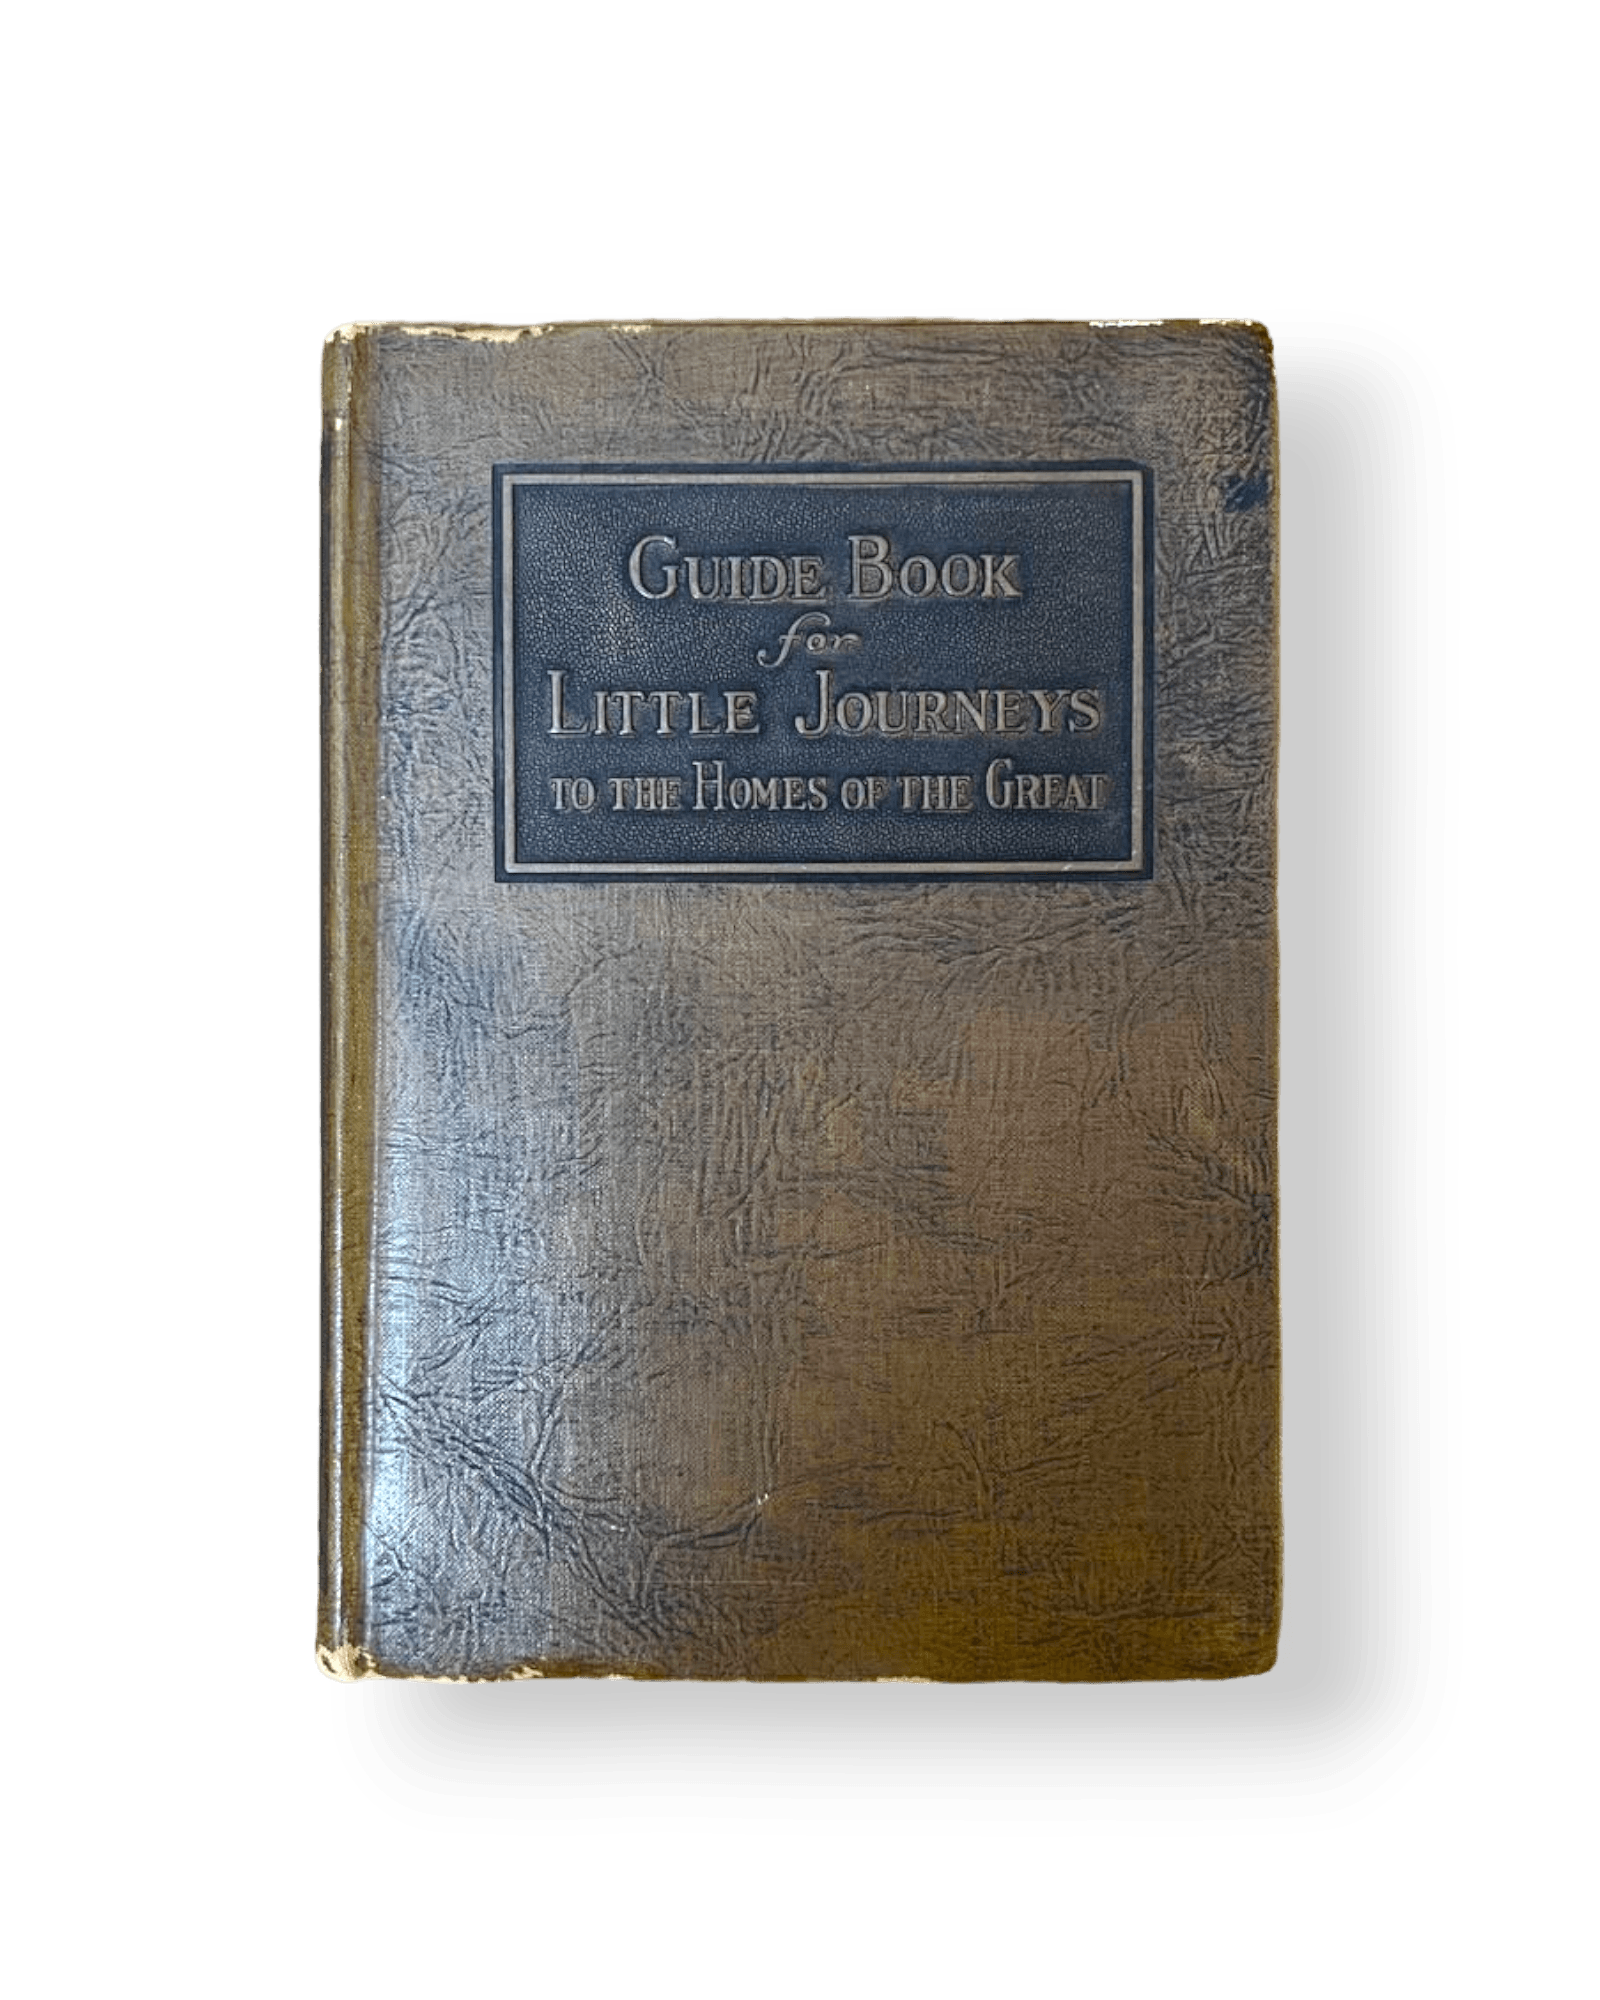 GUIDE BOOK
for
LITTLE JOURNEYS
TO THE HOMES OF THE GREAT